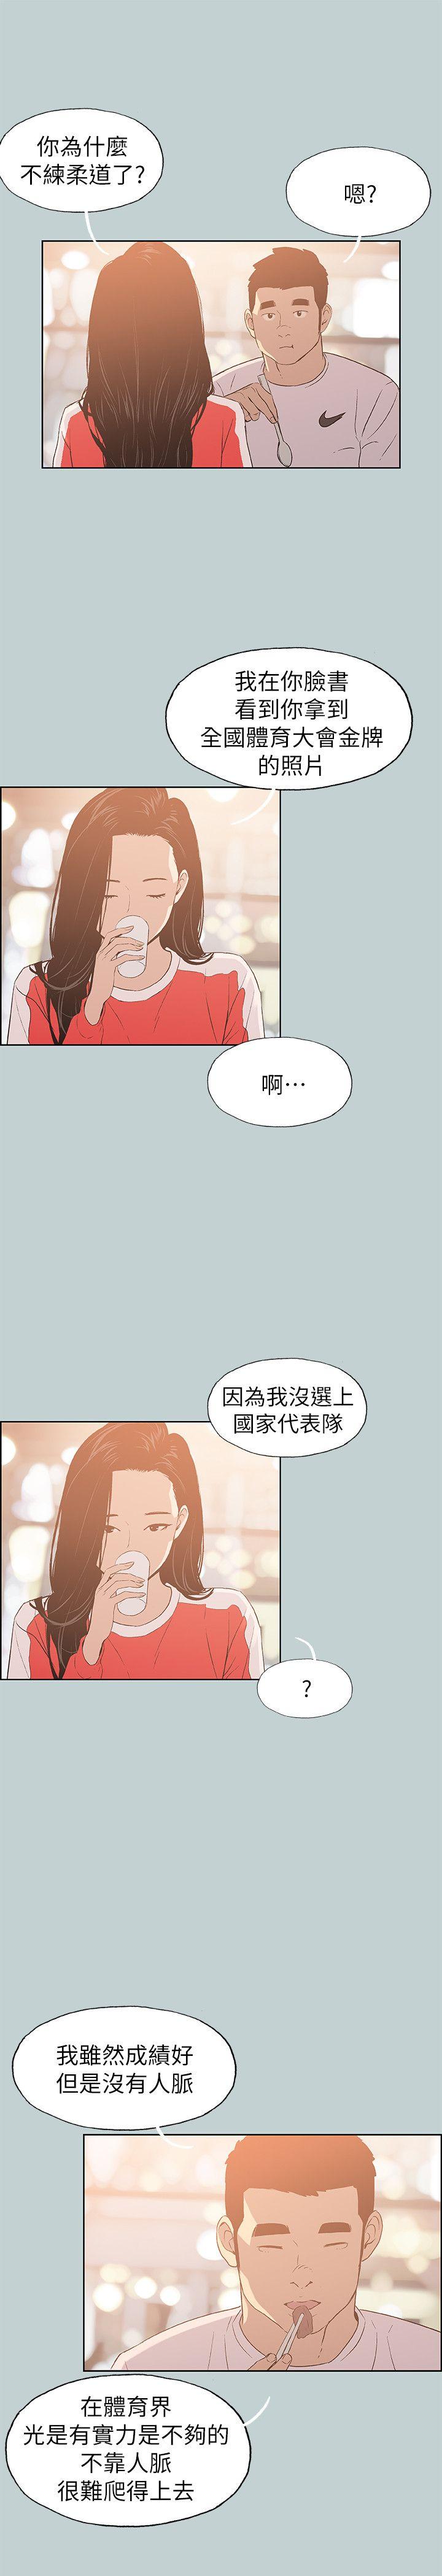 你為什麼
不練柔道了?
嗯?
我在你臉書
看到你拿到
全國體育大會金牌
的照片
啊…
因為我沒選上
國家代表隊
?
我雖然成績好
但是沒有人脈
在體育界
光是有實力是不夠的
不靠人脈
很難爬得上去